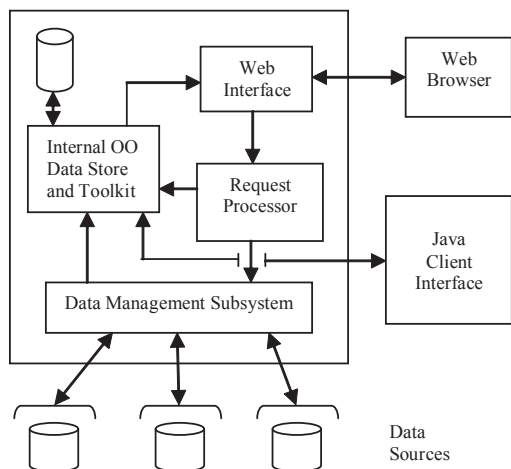 Web
Interface
Web
Browser
Internal OO
Data Store
and Toolkit
Request
Processor
Java
Client
Interface
Data Management Subsystem
Data
Sources